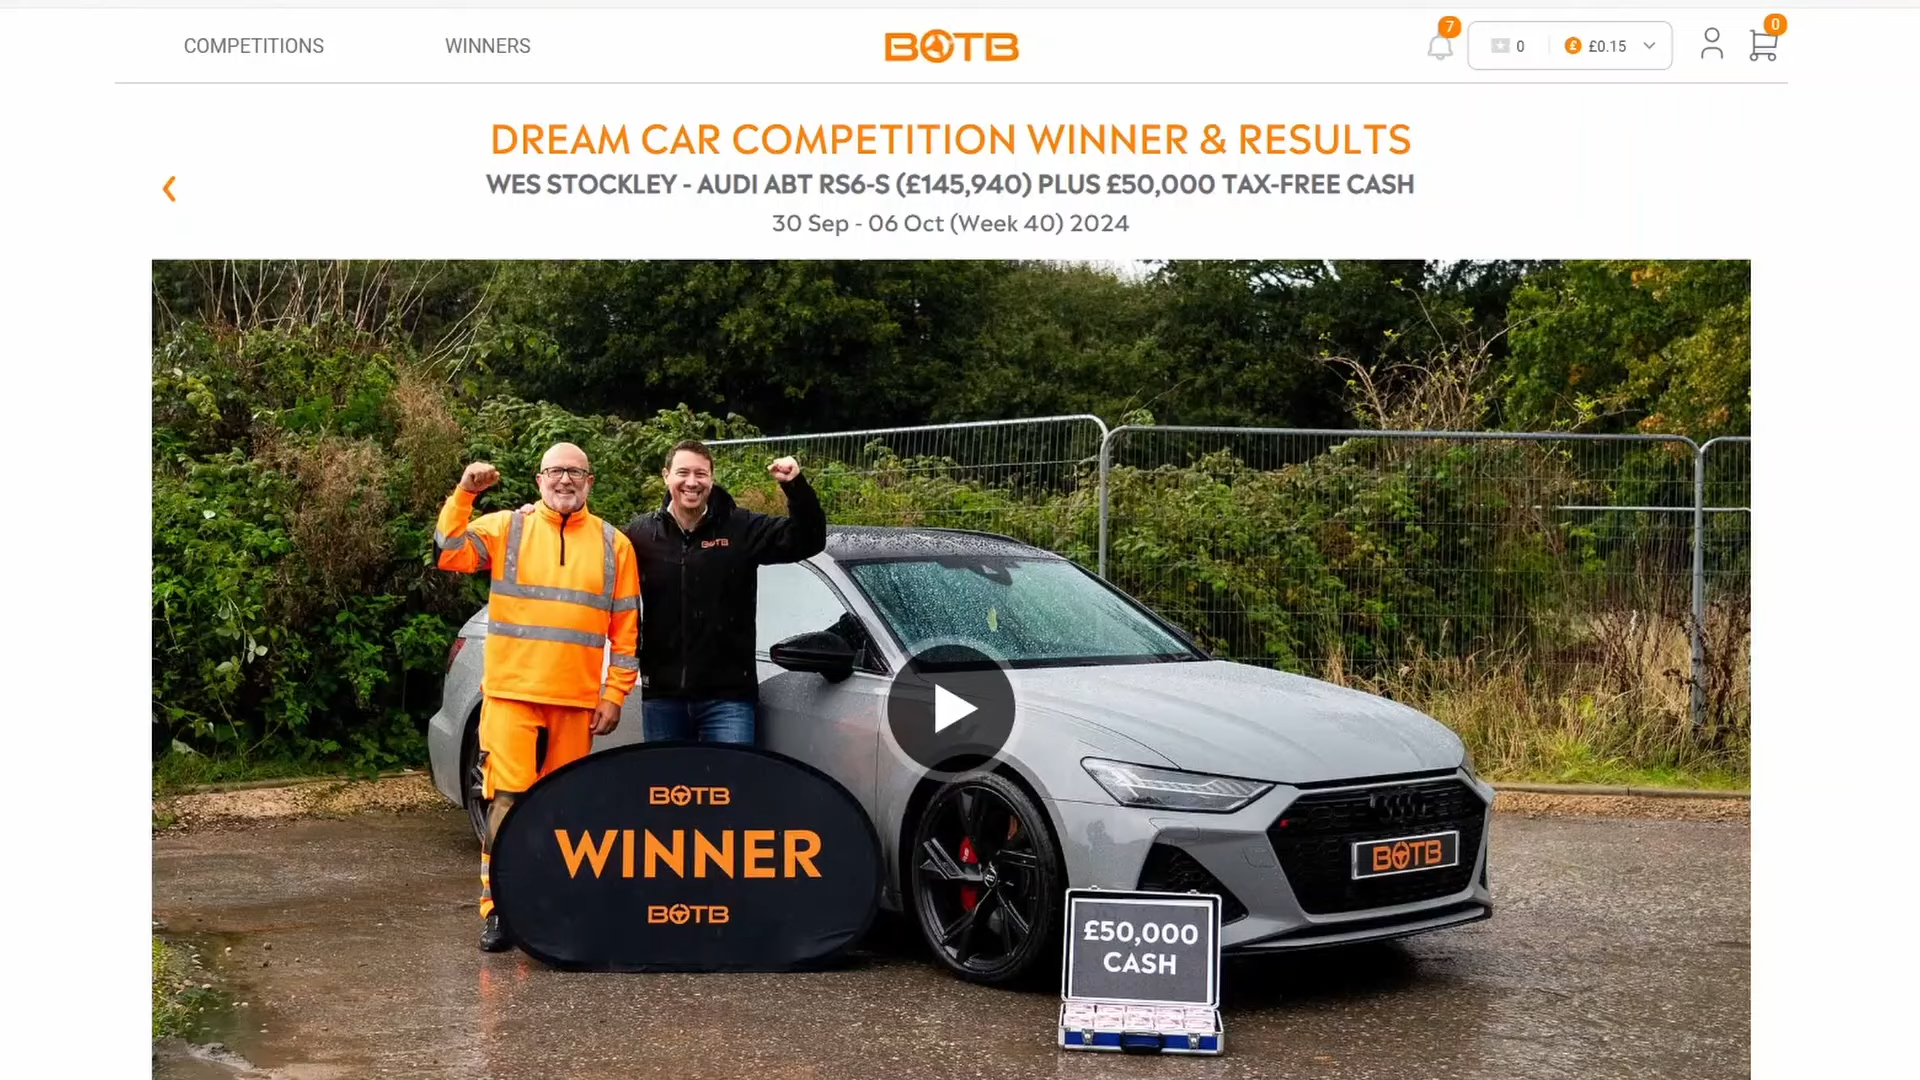 COMPETITIONS
WINNERS
BOTB
7
0
£
£0.15
0
DREAM CAR COMPETITION WINNER & RESULTS
WES STOCKLEY - AUDI ABT RS6-S (£145,940) PLUS £50,000 TAX-FREE CASH
30 Sep - 06 Oct (Week 40) 2024
BOTB
BOTB
WINNER
BOTB
BOTB
£50,000
CASH